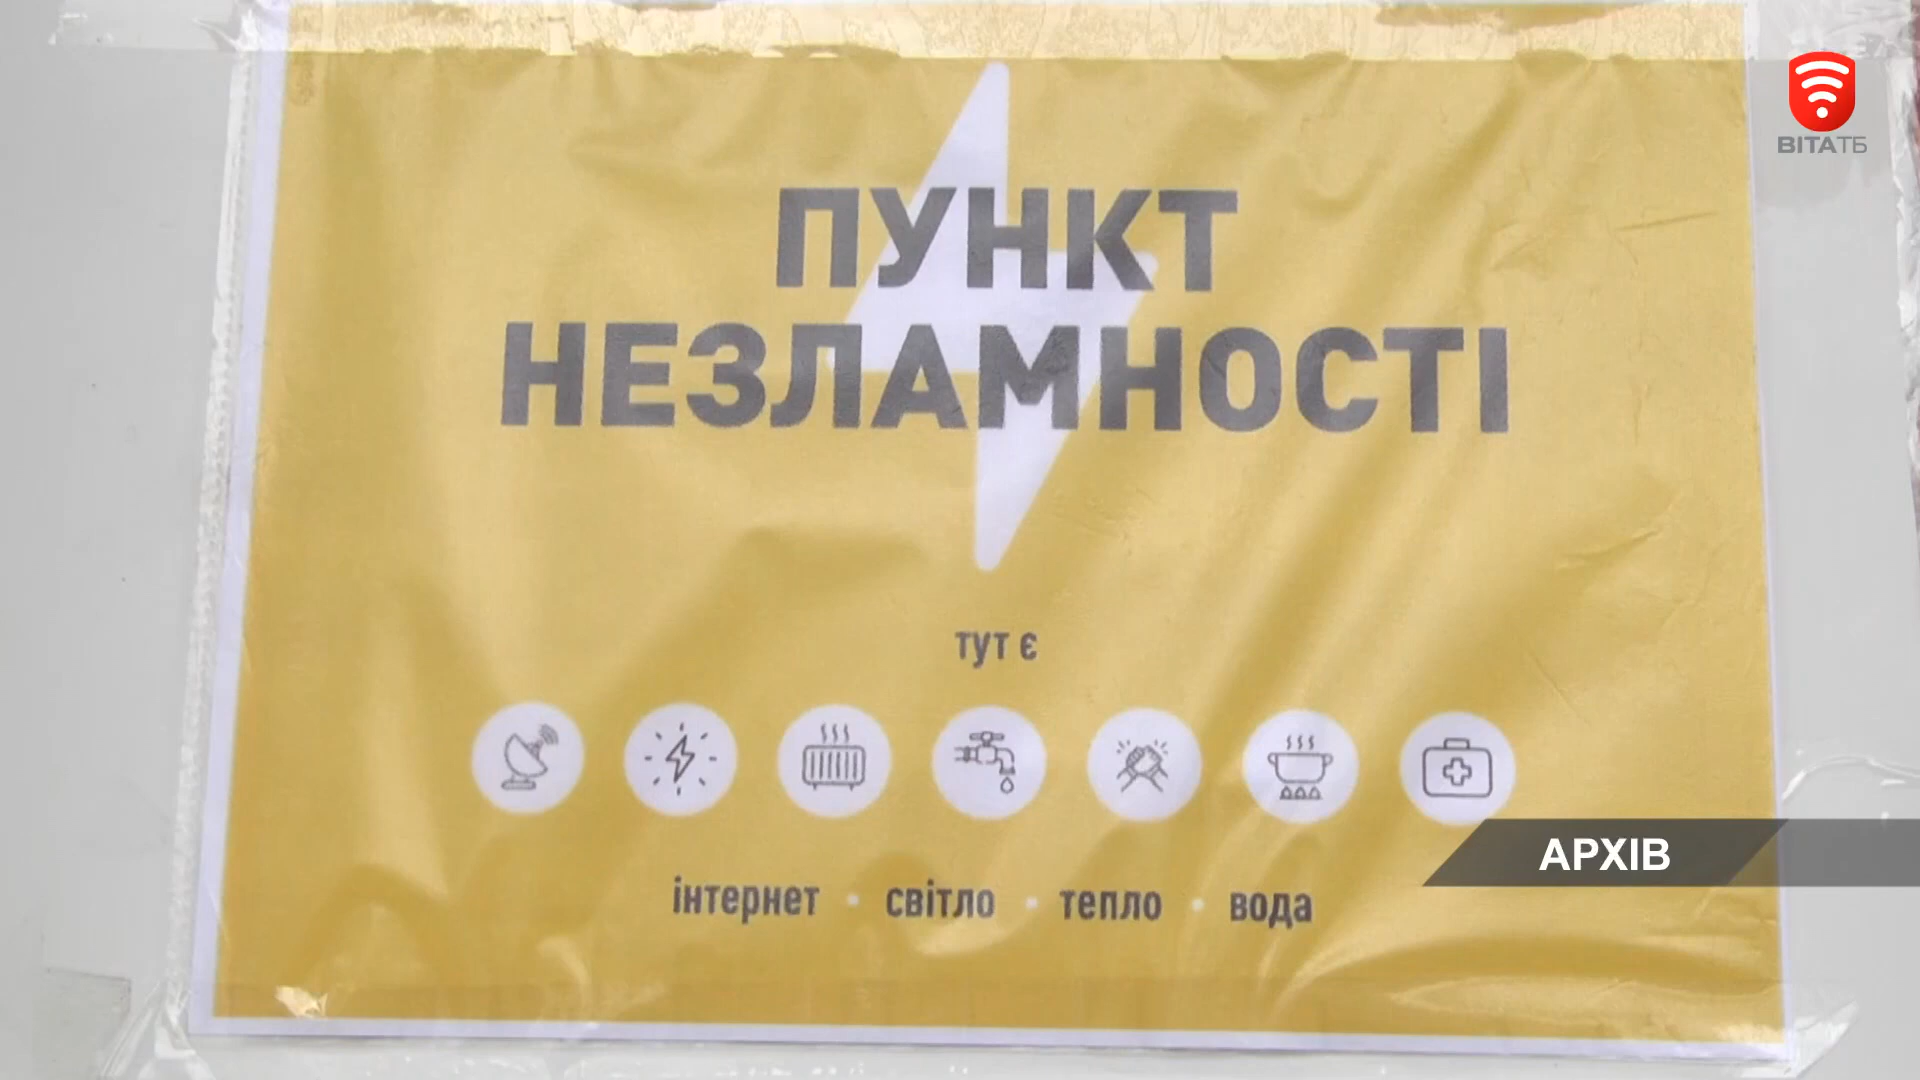 ВІТАТБ
ПУНКТ
НЕЗЛАМНОСТІ
тут є
АРХІВ
інтернет · світло · тепло · вода